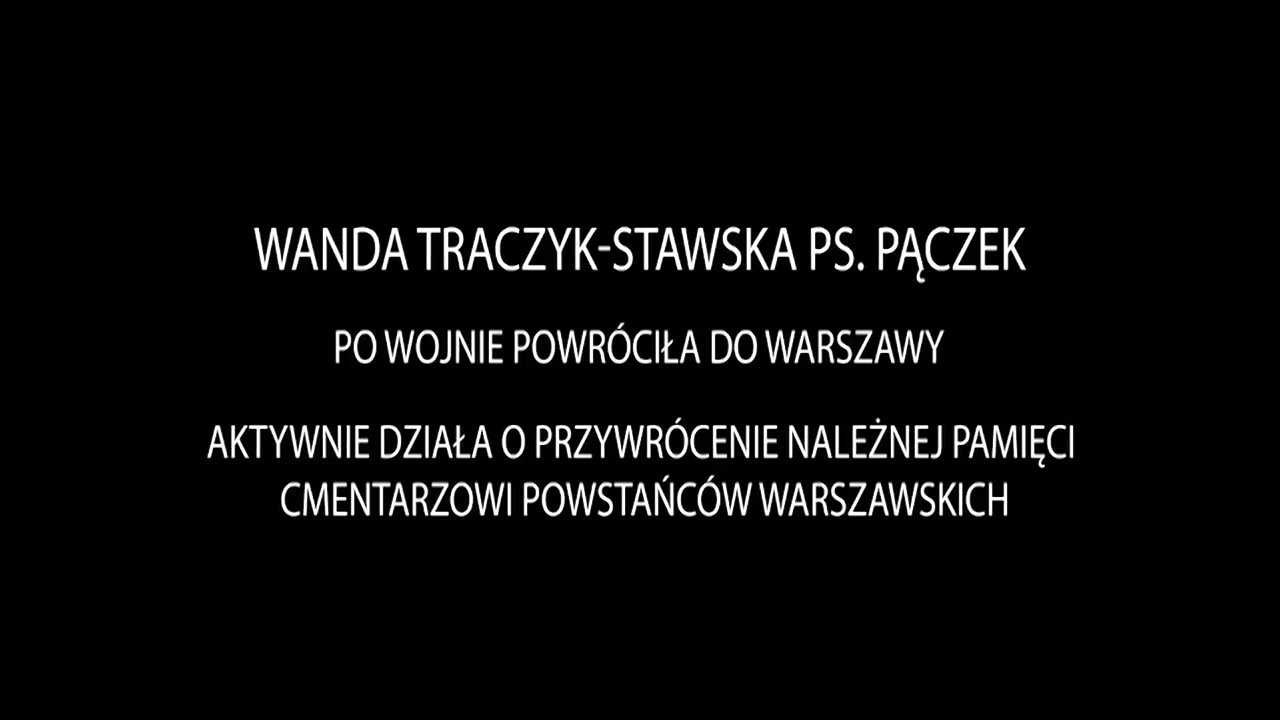 WANDA TRACZYK-STAWSKA PS. PĄCZEK
PO WOJNIE POWRÓCIŁA DO WARSZAWY
AKTYWNIE DZIAŁA O PRZYWRÓCENIE NALEŻNEJ PAMIĘCI
CMENTARZOWI POWSTAŃCÓW WARSZAWSKICH